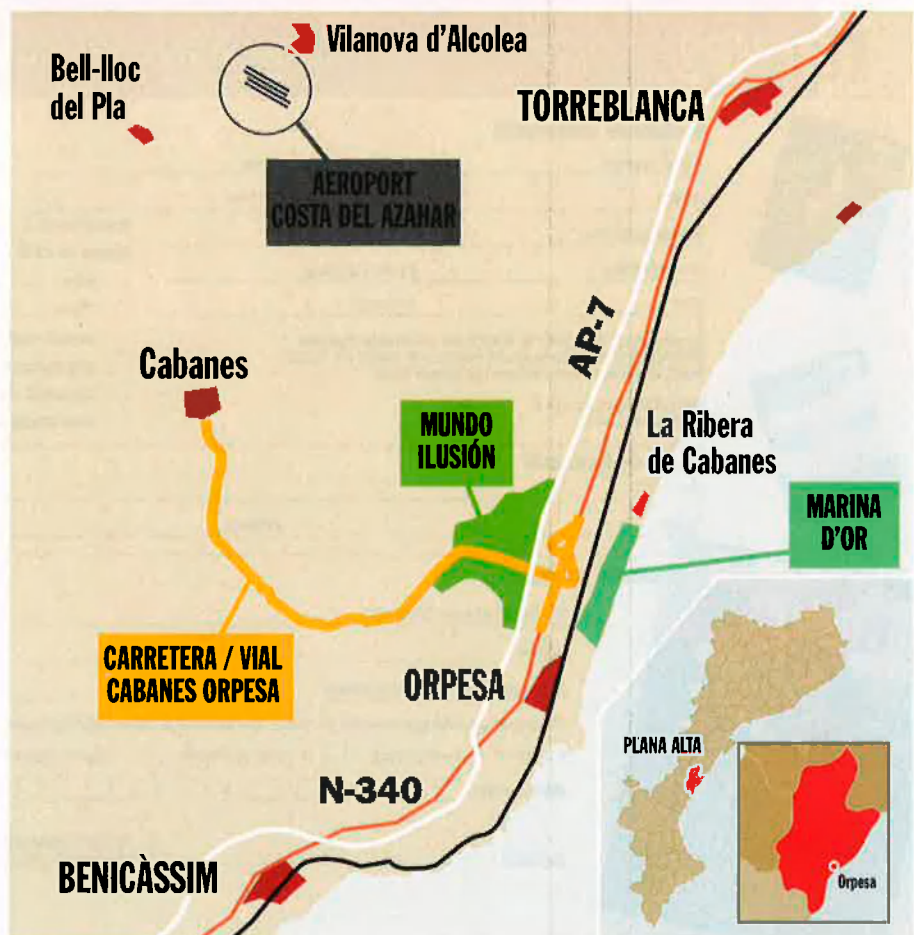 Vilanova d'Alcolea
Bell-lloc
del Pla
TORREBLANCA
AEROPORT
COSTA DEL AZAHAR
AP-7
Cabanes
MUNDO
ILUSIÓN
La Ribera
de Cabanes
MARINA
D'OR
CARRETERA / VIAL
CABANES ORPESA
ORPESA
PLANA ALTA
N-340
Orpesa
BENICÀSSIM